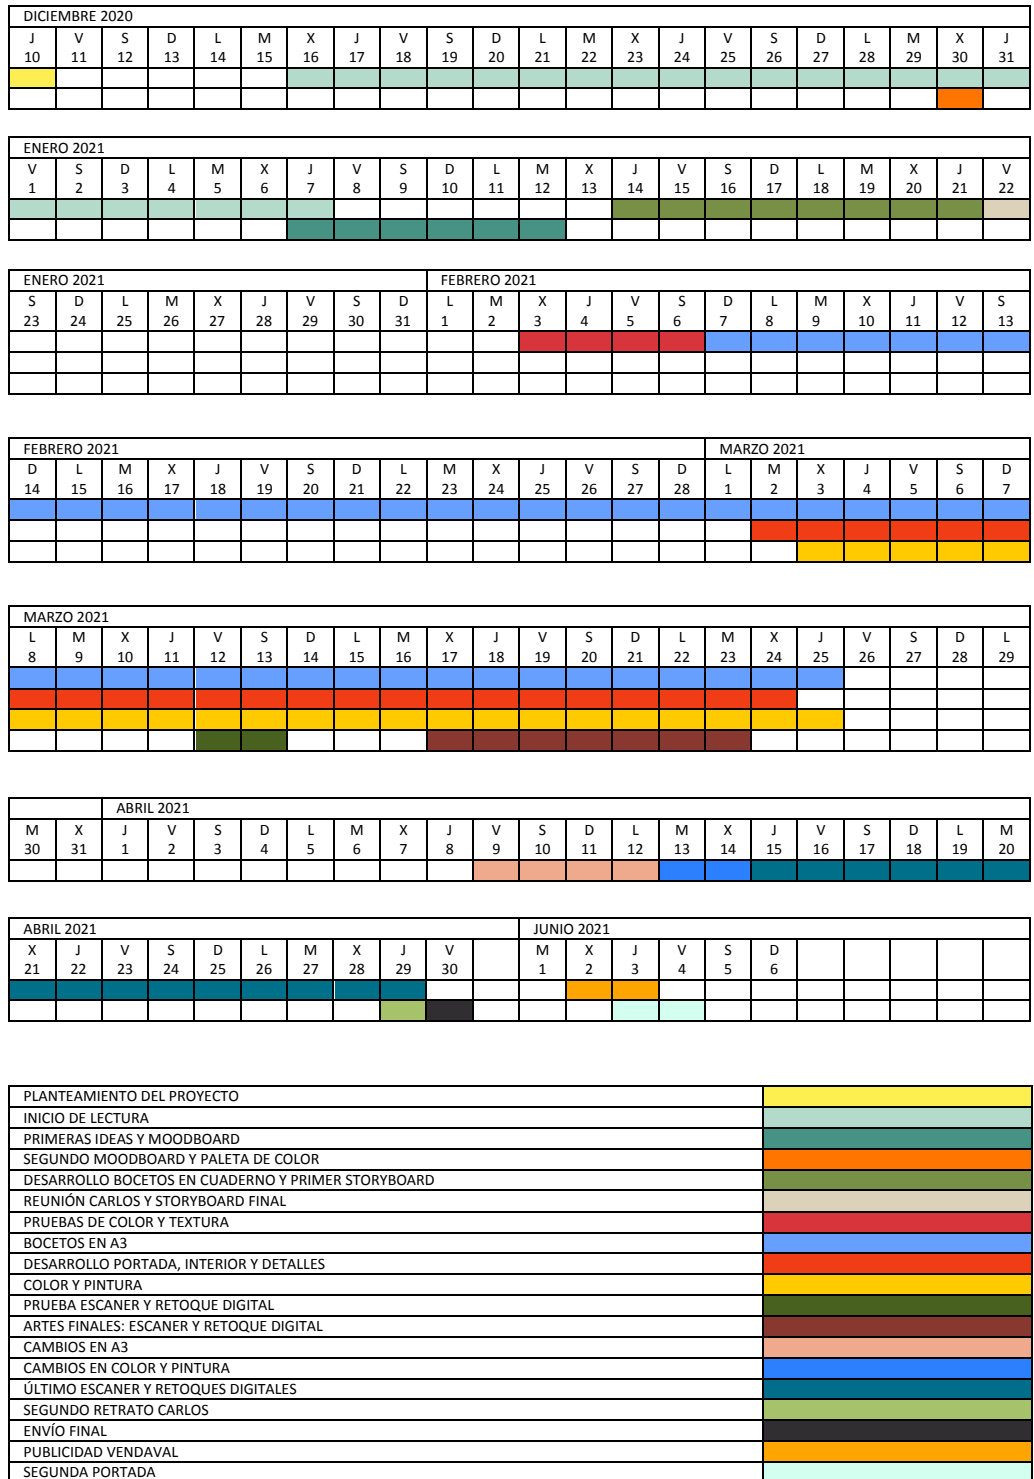 DICIEMBRE 2020
J V S D L M X J V S D L M X J V S D L M X J
10 11 12 13 14 15 16 17 18 19 20 21 22 23 24 25 26 27 28 29 30 31
ENERO 2021
V S D L M X J V S D L M X J V S D L M X J V
1 2 3 4 5 6 7 8 9 10 11 12 13 14 15 16 17 18 19 20 21 22
ENERO 2021 FEBRERO 2021
S D L M X J V S D L M X J V S D L M X J V S
23 24 25 26 27 28 29 30 31 1 2 3 4 5 6 7 8 9 10 11 12 13
FEBRERO 2021 MARZO 2021
D L M X J V S D L M X J V S D L M X J V S D
14 15 16 17 18 19 20 21 22 23 24 25 26 27 28 1 2 3 4 5 6 7
MARZO 2021
L M X J V S D L M X J V S D L M X J V S D L
8 9 10 11 12 13 14 15 16 17 18 19 20 21 22 23 24 25 26 27 28 29
ABRIL 2021
M X J V S D L M X J V S D L M X J V S D L M
30 31 1 2 3 4 5 6 7 8 9 10 11 12 13 14 15 16 17 18 19 20
ABRIL 2021 JUNIO 2021
X J V S D L M X J V M X J V S D
21 22 23 24 25 26 27 28 29 30 1 2 3 4 5 6
PLANTEAMIENTO DEL PROYECTO
INICIO DE LECTURA
PRIMERAS IDEAS Y MOODBOARD
SEGUNDO MOODBOARD Y PALETA DE COLOR
DESARROLLO BOCETOS EN CUADERNO Y PRIMER STORYBOARD
REUNIÓN CARLOS Y STORYBOARD FINAL
PRUEBAS DE COLOR Y TEXTURA
BOCETOS EN A3
DESARROLLO PORTADA, INTERIOR Y DETALLES
COLOR Y PINTURA
PRUEBA ESCANER Y RETOQUE DIGITAL
ARTES FINALES: ESCANER Y RETOQUE DIGITAL
CAMBIOS EN A3
CAMBIOS EN COLOR Y PINTURA
ÚLTIMO ESCANER Y RETOQUES DIGITALES
SEGUNDO RETRATO CARLOS
ENVÍO FINAL
PUBLICIDAD VENDAVAL
SEGUNDA PORTADA